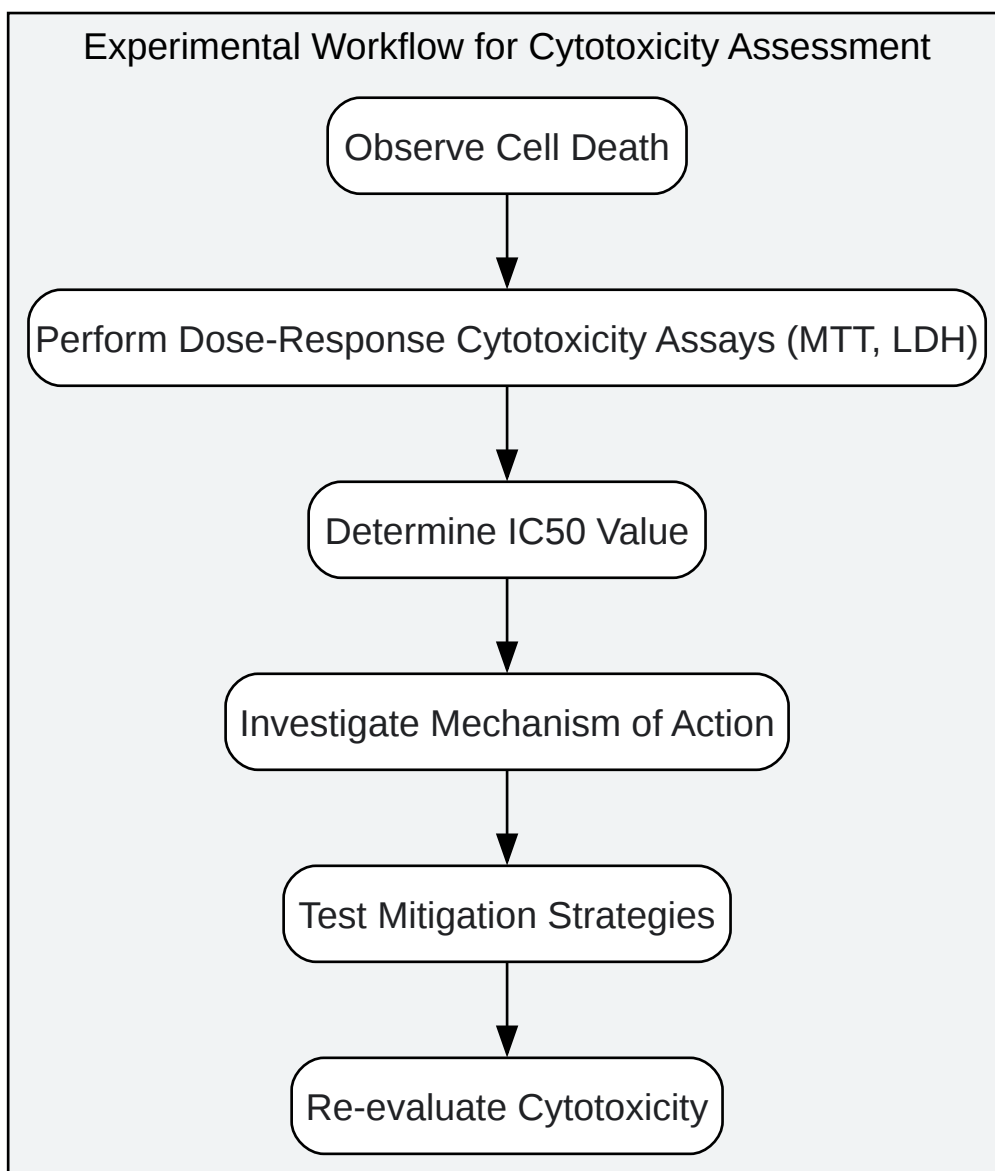 Experimental Workflow for Cytotoxicity Assessment
Observe Cell Death
Perform Dose-Response Cytotoxicity Assays (MTT, LDH)
Determine IC50 Value
Investigate Mechanism of Action
Test Mitigation Strategies
Re-evaluate Cytotoxicity